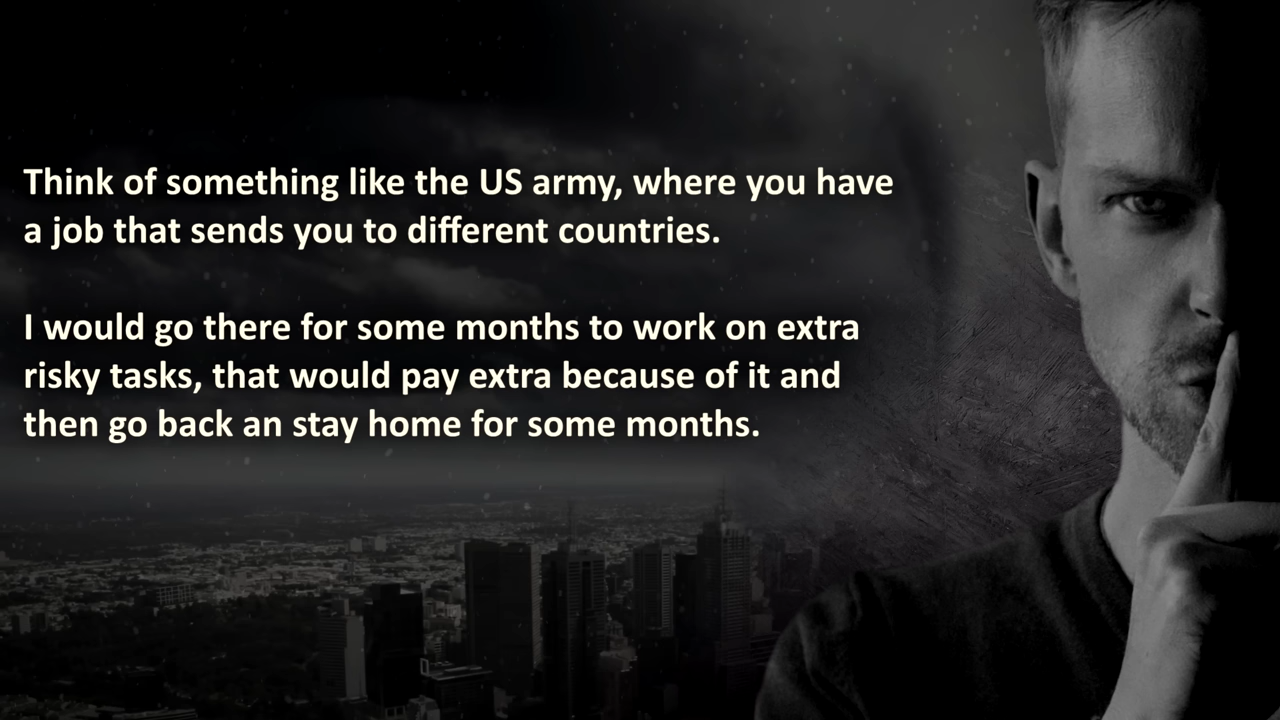 Think of something like the US army, where you have
a job that sends you to different countries.
I would go there for some months to work on extra
risky tasks, that would pay extra because of it and
then go back an stay home for some months.